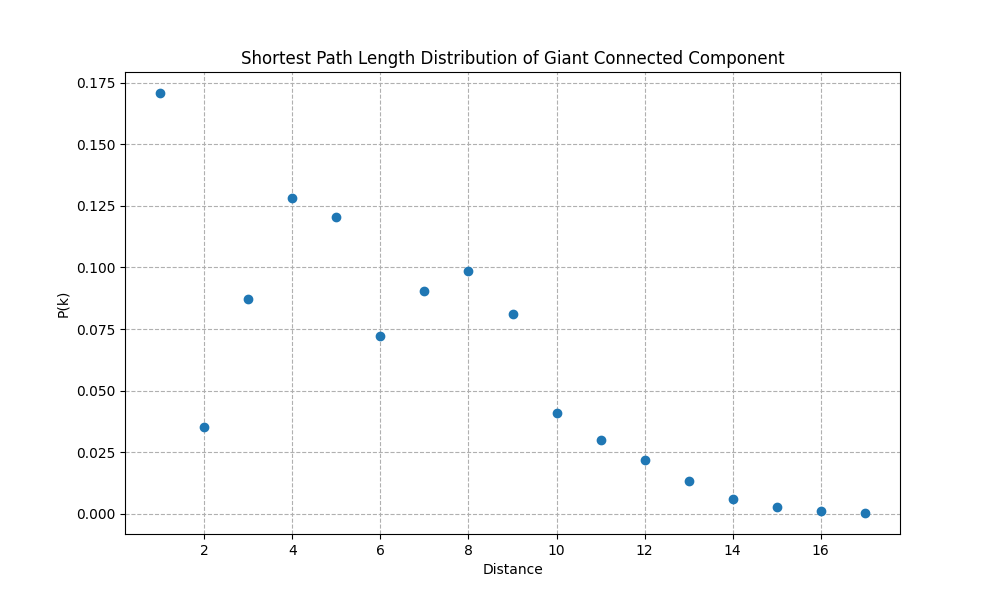 Shortest Path Length Distribution of Giant Connected Component
0.175
0.150
0.125
0.100
0.075
0.050
0.025
0.000
P(k)
2 4 6 8 10 12 14 16
Distance